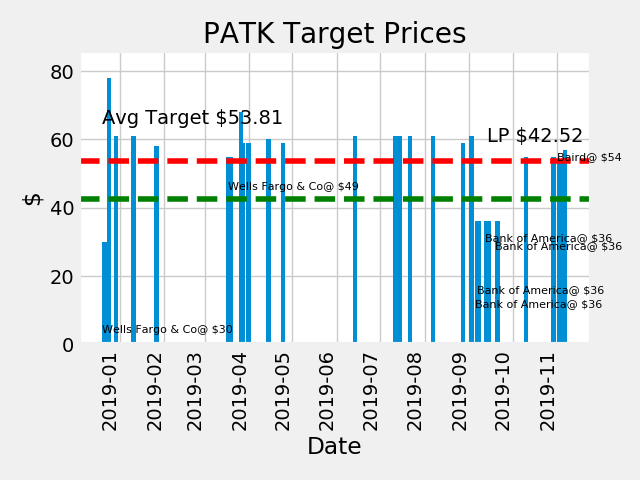 PATK Target Prices
80
Avg Target $53.81
LP $42.52
60
Baird@ $54
Wells Fargo & Co@ $49
$
40
Bank of America@ $36
Bank of America@ $36
20
Bank of America@ $36
Bank of America@ $36
Wells Fargo & Co@ $30
0
2019-01
2019-02
2019-03
2019-04
2019-05
2019-06
2019-07
2019-08
2019-09
2019-10
2019-11
Date